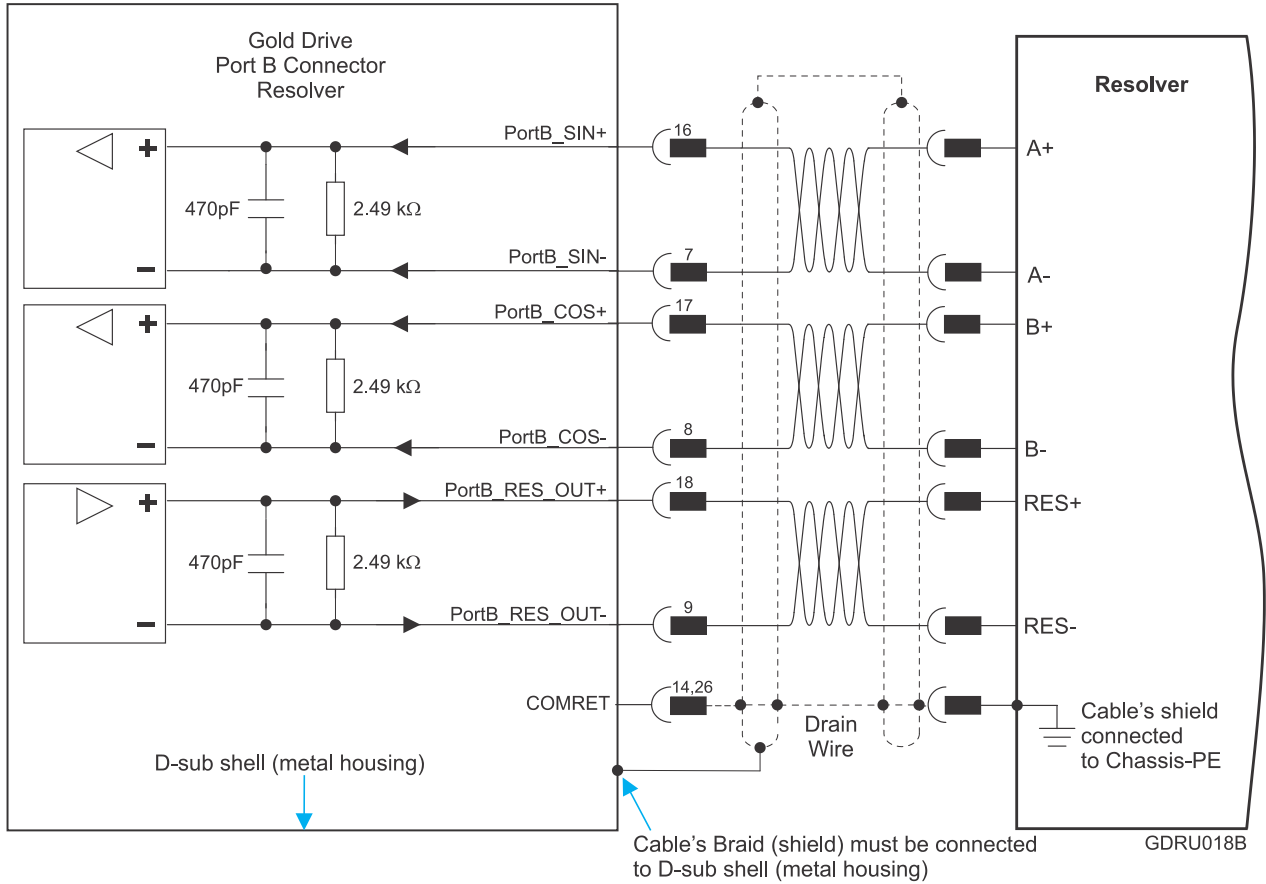 Gold Drive
Port B Connector
Resolver
Resolver
PortB_SIN+
16
A+
+
470pF
2.49 kΩ
PortB_SIN-
7
A-
−
PortB_COS+
17
B+
+
470pF
2.49 kΩ
PortB_COS-
8
B-
−
PortB_RES_OUT+
18
RES+
+
470pF
2.49 kΩ
PortB_RES_OUT-
9
RES-
−
COMRET
14,26
Drain
Wire
Cable's shield
connected
to Chassis-PE
D-sub shell (metal housing)
Cable's Braid (shield) must be connected
to D-sub shell (metal housing)
GDRU018B